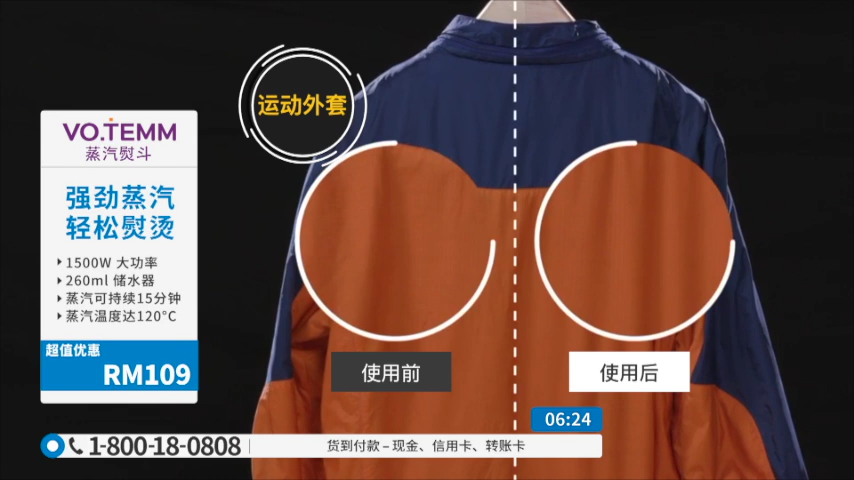 运动外套
VO.TEMM
蒸汽熨斗
强劲蒸汽
轻松熨烫
1500W 大功率
260ml 储水器
蒸汽可持续15分钟
蒸汽温度达120°C
超值优惠
RM109
使用前
使用后
06:24
1-800-18-0808
货到付款 – 现金、信用卡、转账卡